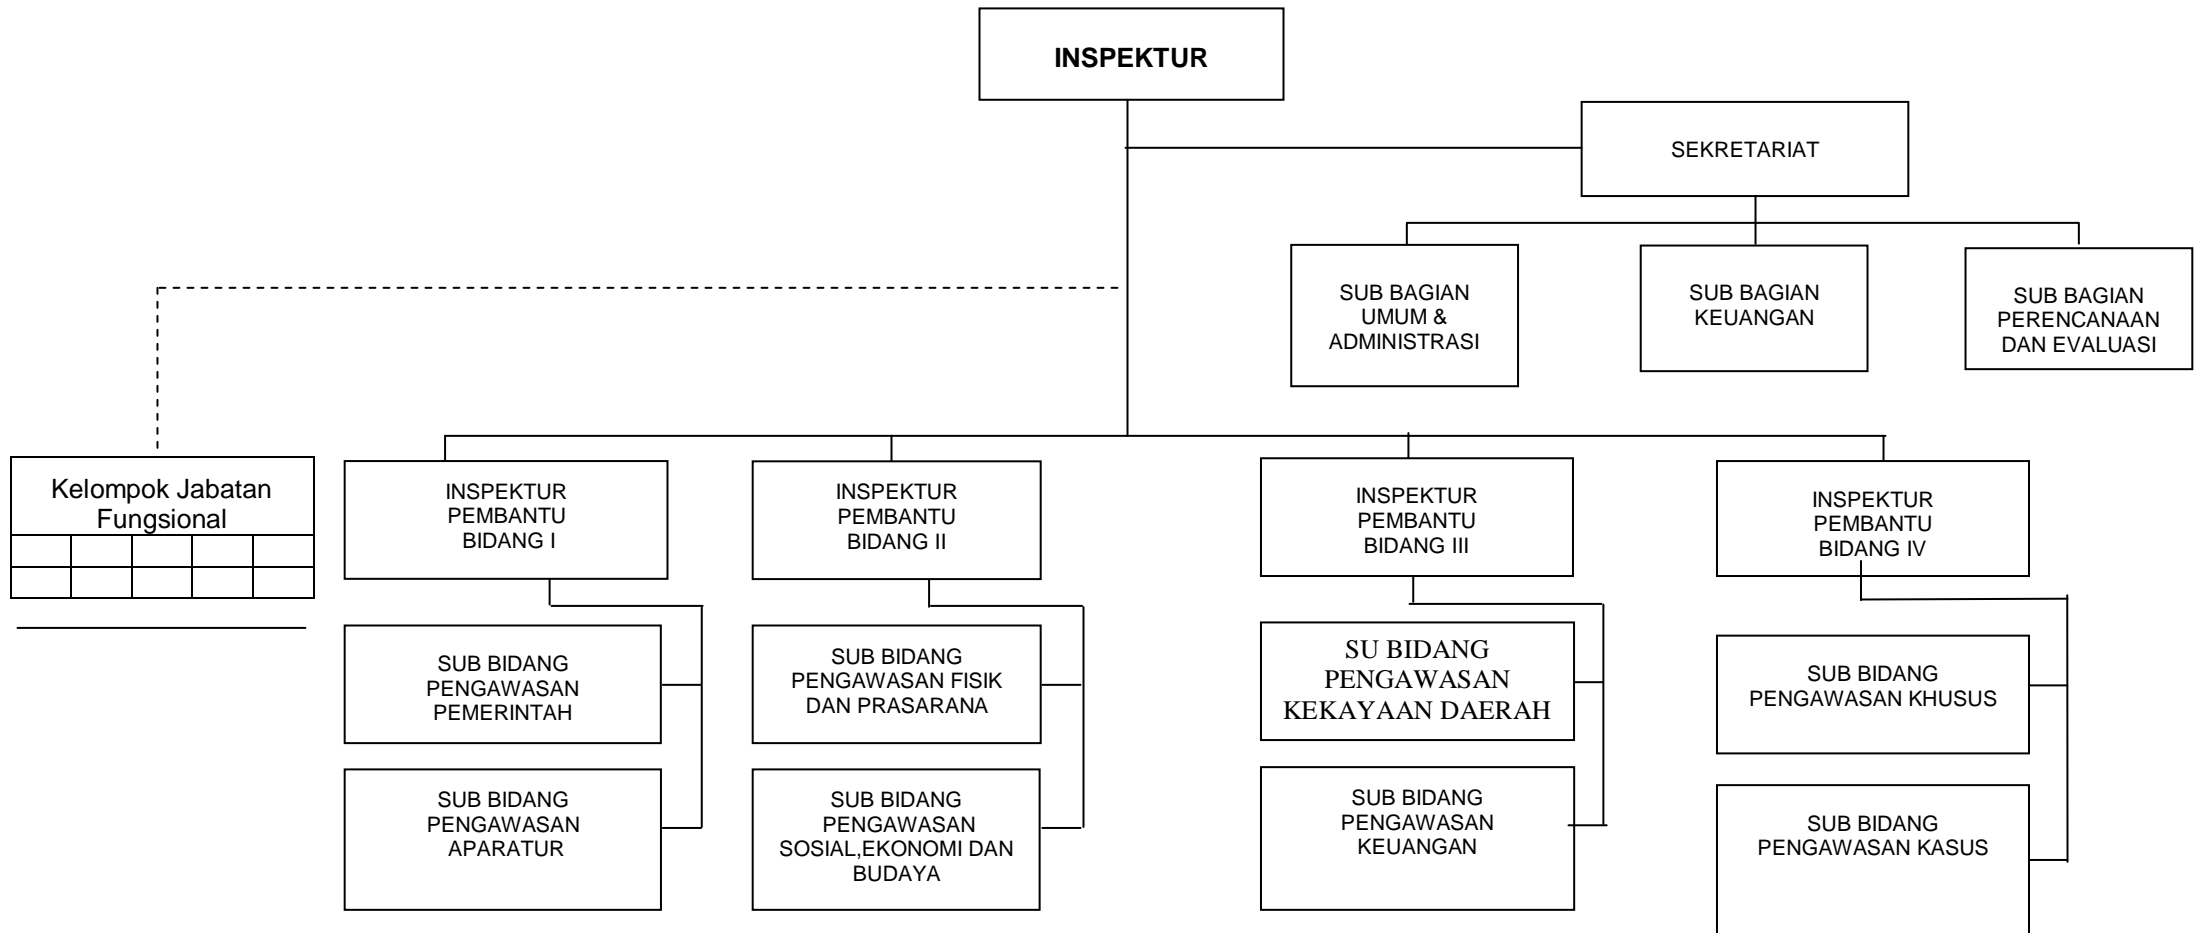 INSPEKTUR
SEKRETARIAT
SUB BAGIAN
UMUM &
ADMINISTRASI
SUB BAGIAN
KEUANGAN
SUB BAGIAN
PERENCANAAN
DAN EVALUASI
Kelompok Jabatan
Fungsional
INSPEKTUR
PEMBANTU
BIDANG I
INSPEKTUR
PEMBANTU
BIDANG II
INSPEKTUR
PEMBANTU
BIDANG III
INSPEKTUR
PEMBANTU
BIDANG IV
SUB BIDANG
PENGAWASAN
PEMERINTAH
SUB BIDANG
PENGAWASAN FISIK
DAN PRASARANA
SU BIDANG
PENGAWASAN
KEKAYAAN DAERAH
SUB BIDANG
PENGAWASAN KHUSUS
SUB BIDANG
PENGAWASAN
APARATUR
SUB BIDANG
PENGAWASAN
SOSIAL,EKONOMI DAN
BUDAYA
SUB BIDANG
PENGAWASAN
KEUANGAN
SUB BIDANG
PENGAWASAN KASUS